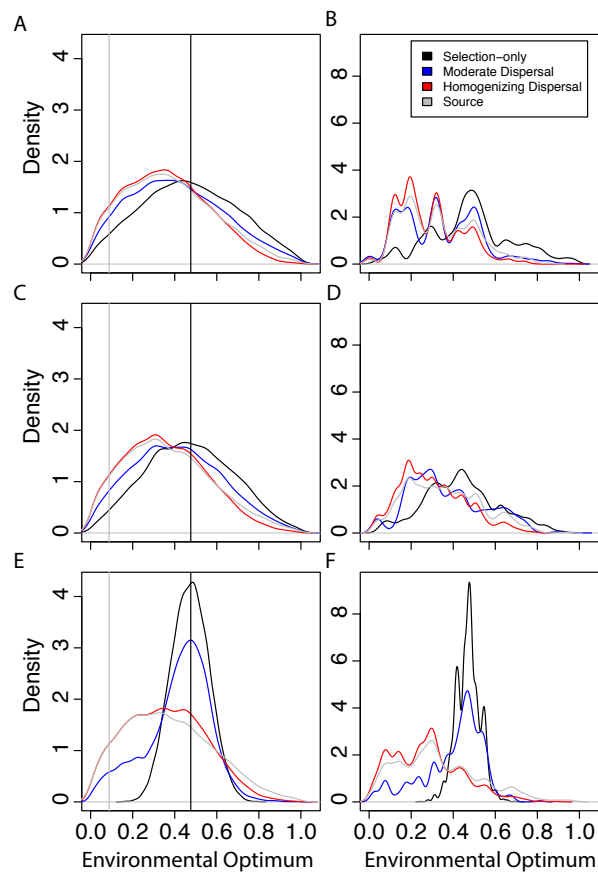 A
B
Density
0 1 2 3 4
0 2 4 6 8
Selection−only
Moderate Dispersal
Homogenizing Dispersal
Source
C
D
Density
0 1 2 3 4
0 2 4 6 8
E
F
Density
0 1 2 3 4
0 2 4 6 8
0.0 0.2 0.4 0.6 0.8 1.0
0.0 0.2 0.4 0.6 0.8 1.0
Environmental Optimum
Environmental Optimum